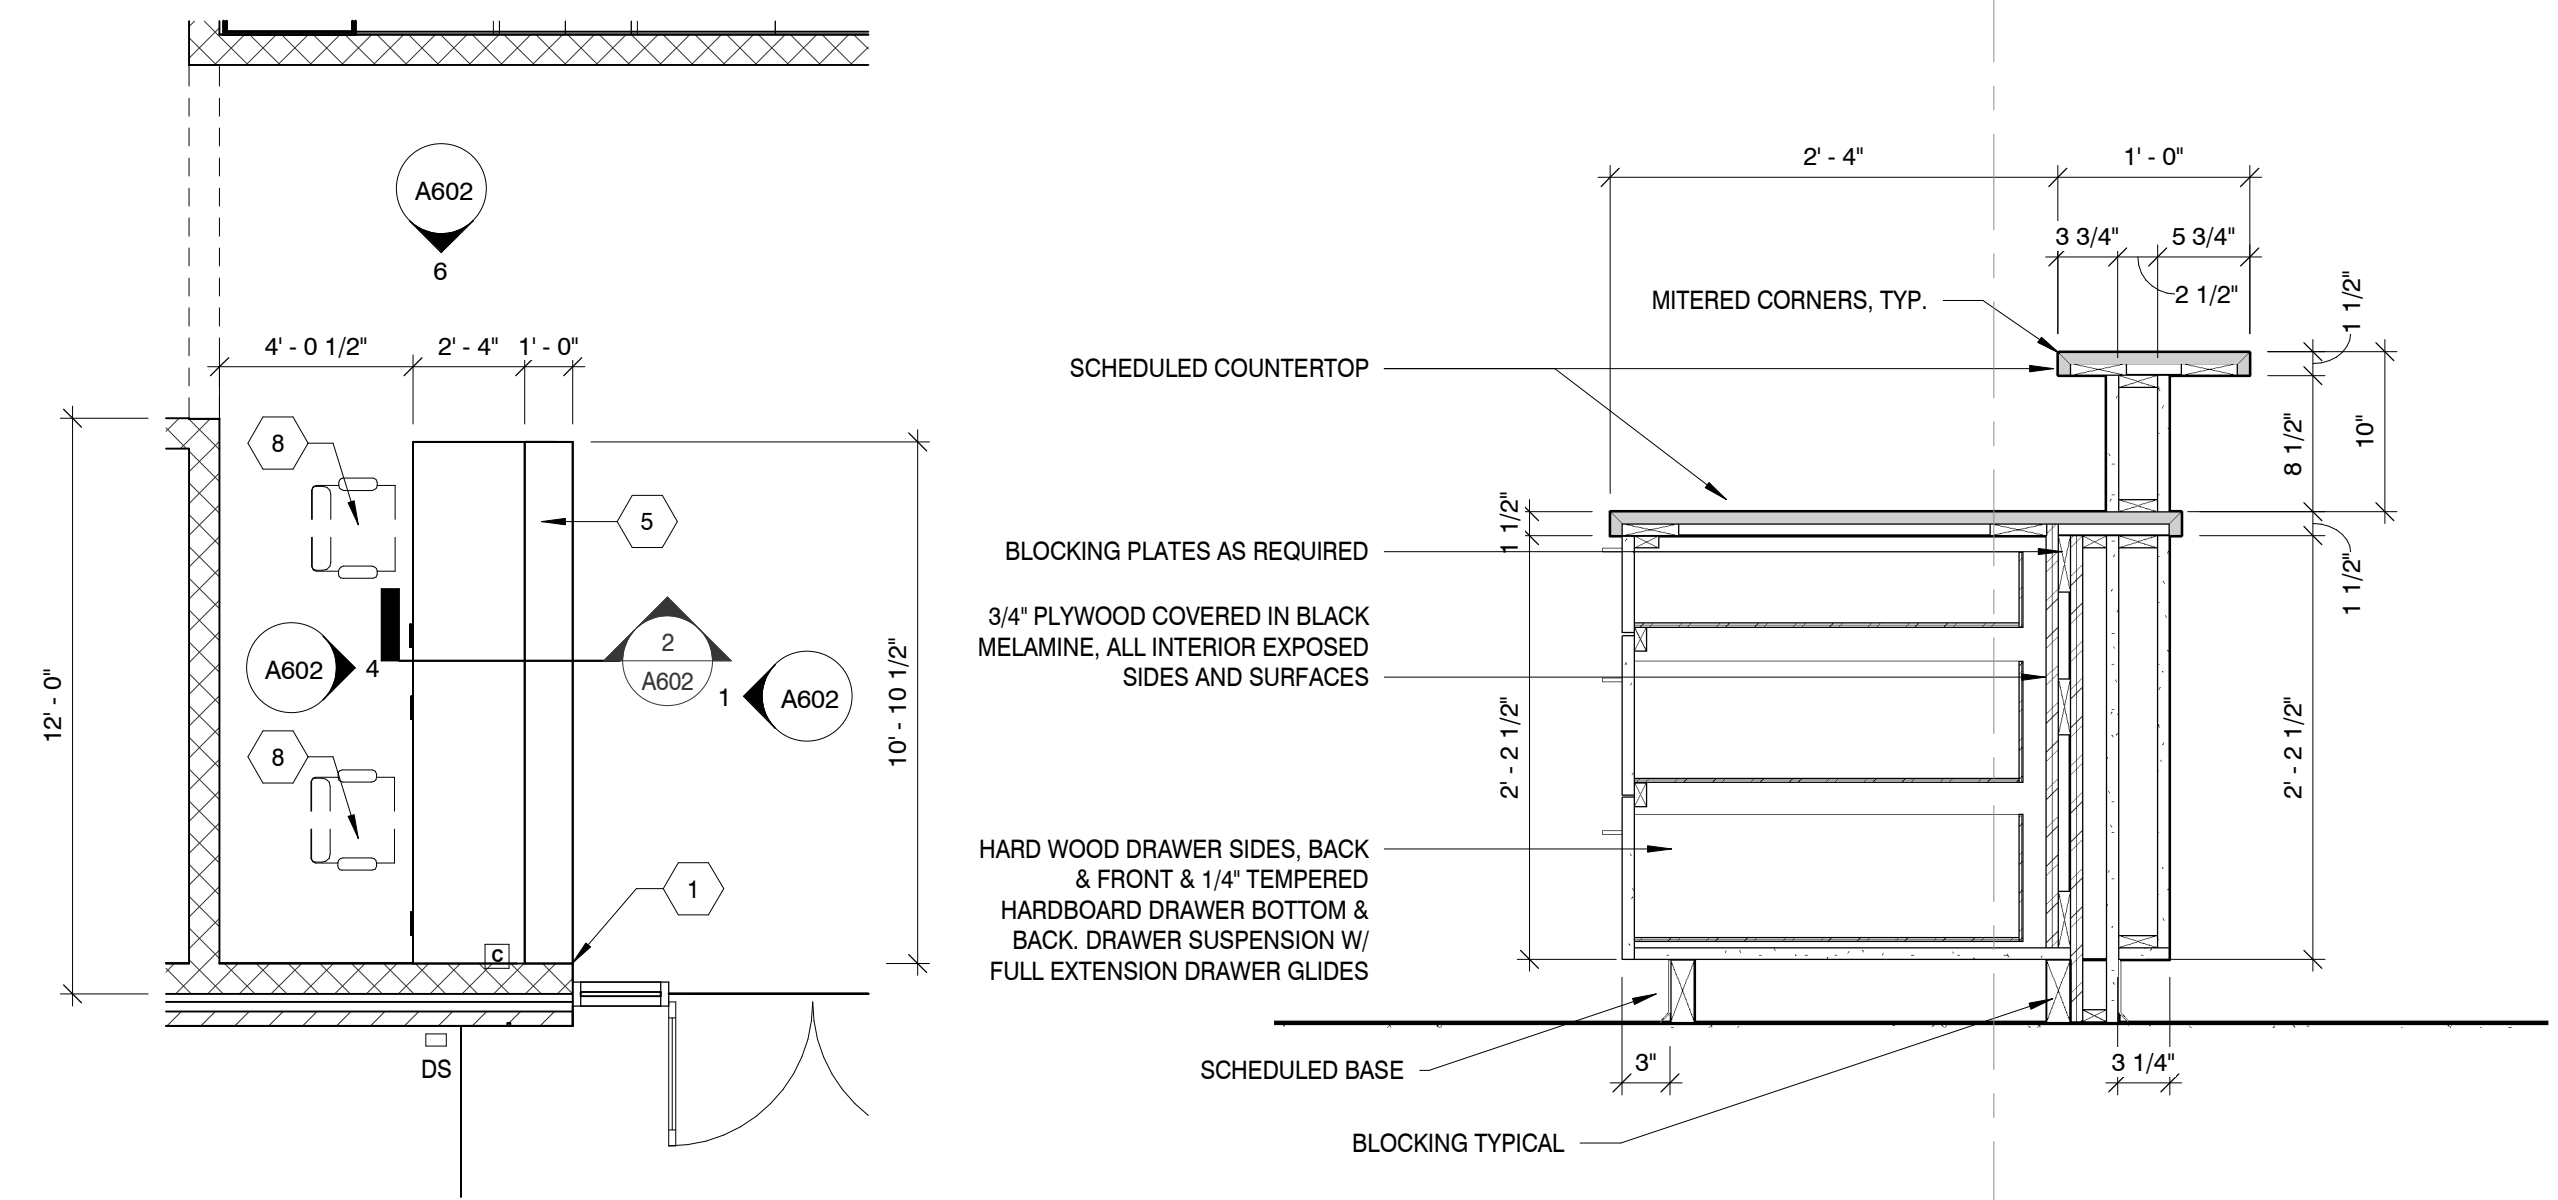 A602
6
4' - 0 1/2"
2' - 4"
1' - 0"
8
5
12' - 0"
10' - 10 1/2"
2
A602
A602
4
1
A602
8
1
C
DS
2' - 4"
1' - 0"
3 3/4"
5 3/4"
2 1/2"
1 1/2"
MITERED CORNERS, TYP.
SCHEDULED COUNTERTOP
8 1/2"
10"
1 1/2"
BLOCKING PLATES AS REQUIRED
1 1/2"
3/4" PLYWOOD COVERED IN BLACK
MELAMINE, ALL INTERIOR EXPOSED
SIDES AND SURFACES
2' - 2 1/2"
2' - 2 1/2"
HARD WOOD DRAWER SIDES, BACK
& FRONT & 1/4" TEMPERED
HARDBOARD DRAWER BOTTOM &
BACK. DRAWER SUSPENSION W/
FULL EXTENSION DRAWER GLIDES
SCHEDULED BASE
3"
3 1/4"
BLOCKING TYPICAL